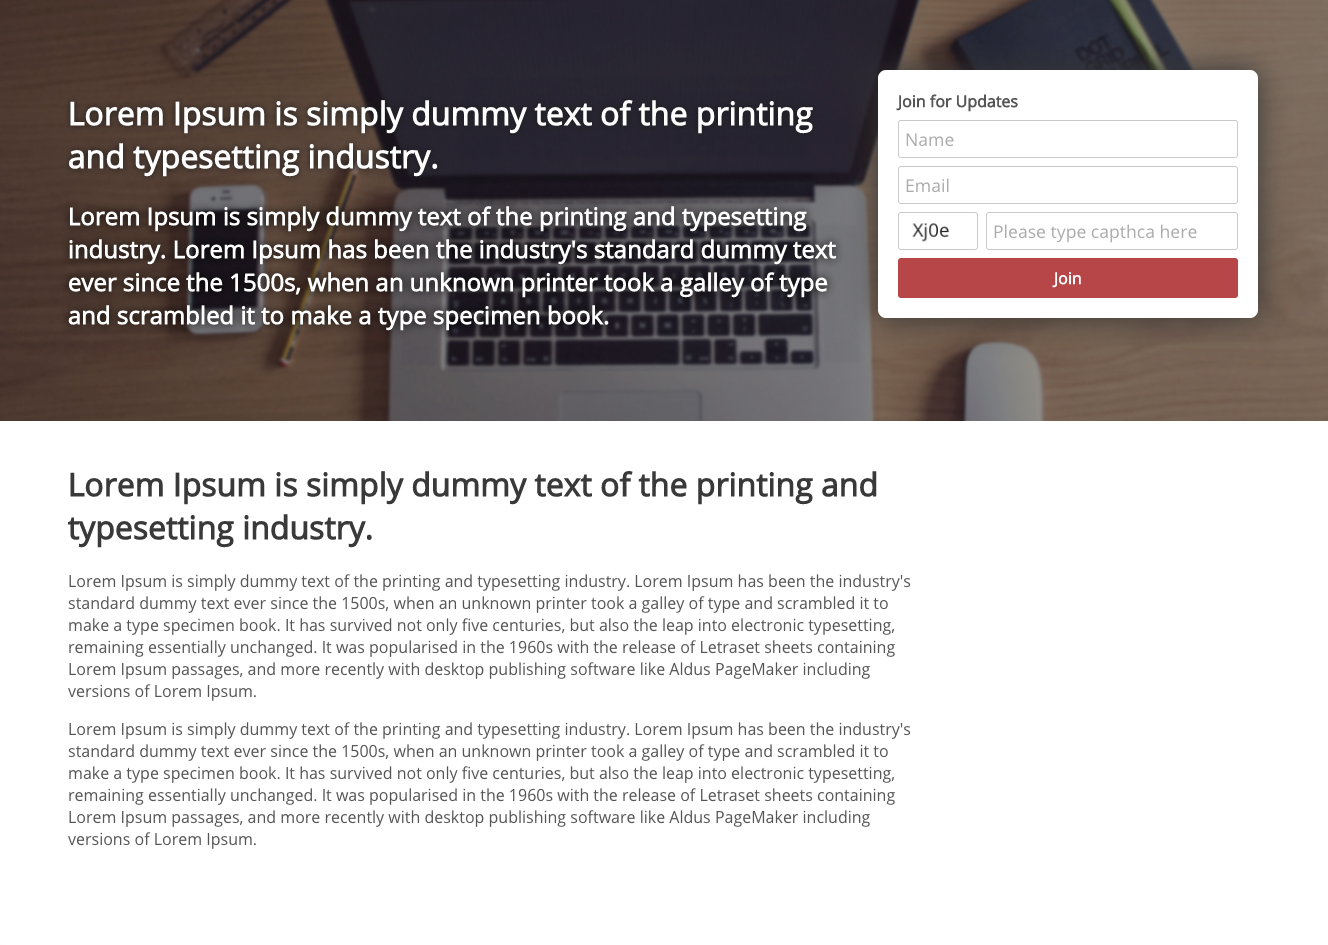 Lorem Ipsum is simply dummy text of the printing
and typesetting industry.
Lorem Ipsum is simply dummy text of the printing and typesetting
industry. Lorem Ipsum has been the industry's standard dummy text
ever since the 1500s, when an unknown printer took a galley of type
and scrambled it to make a type specimen book.
Join for Updates
Name
Email
Xj0e
Please type capthca here
Join
Lorem Ipsum is simply dummy text of the printing and
typesetting industry.
Lorem Ipsum is simply dummy text of the printing and typesetting industry. Lorem Ipsum has been the industry's
standard dummy text ever since the 1500s, when an unknown printer took a galley of type and scrambled it to
make a type specimen book. It has survived not only five centuries, but also the leap into electronic typesetting,
remaining essentially unchanged. It was popularised in the 1960s with the release of Letraset sheets containing
Lorem Ipsum passages, and more recently with desktop publishing software like Aldus PageMaker including
versions of Lorem Ipsum.
Lorem Ipsum is simply dummy text of the printing and typesetting industry. Lorem Ipsum has been the industry's
standard dummy text ever since the 1500s, when an unknown printer took a galley of type and scrambled it to
make a type specimen book. It has survived not only five centuries, but also the leap into electronic typesetting,
remaining essentially unchanged. It was popularised in the 1960s with the release of Letraset sheets containing
Lorem Ipsum passages, and more recently with desktop publishing software like Aldus PageMaker including
versions of Lorem Ipsum.